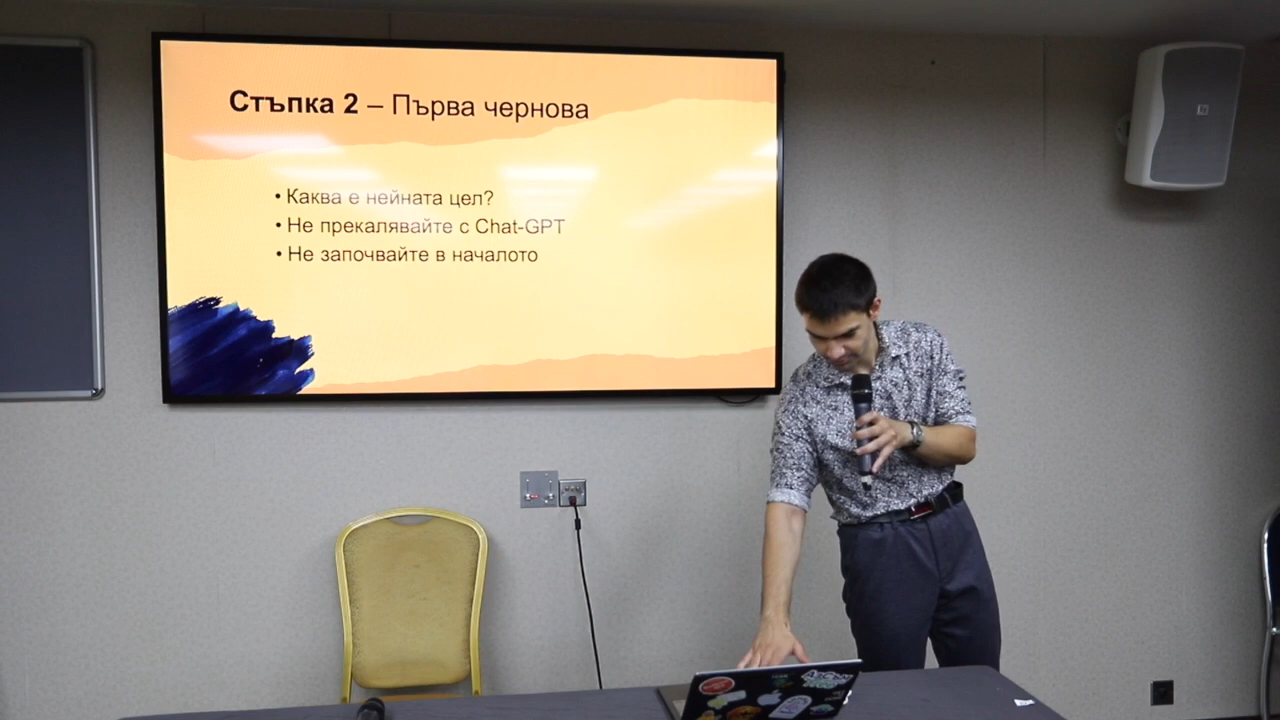 Стъпка 2 – Първа чернова
• Каква е нейната цел?
• Не прекалявайте с Chat-GPT
• Не започвайте в началото